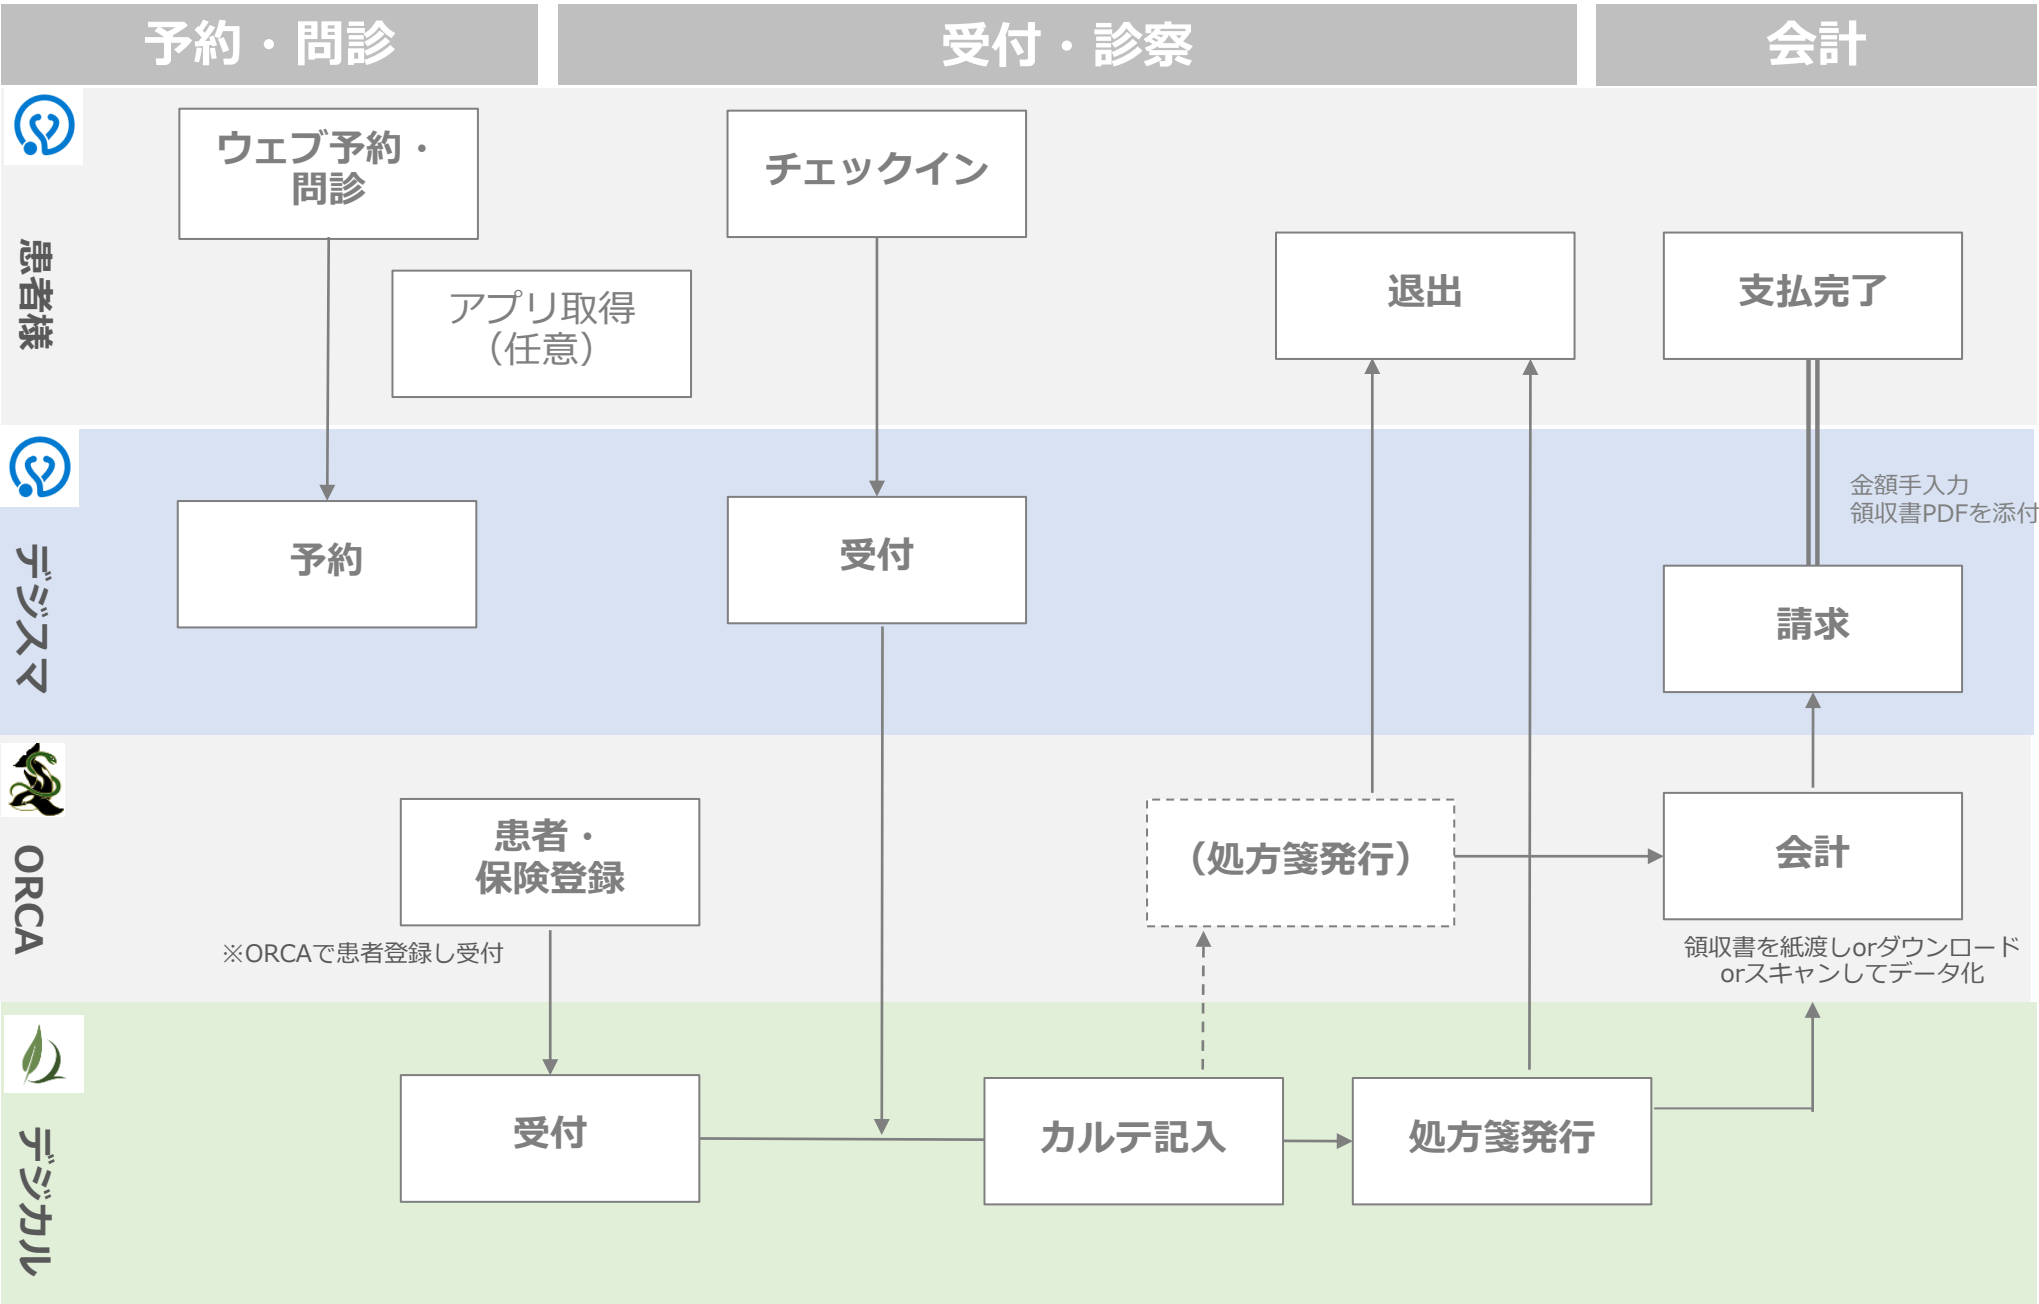 予約・問診
受付・診察
会計
患者様
ウェブ予約・
問診
チェックイン
アプリ取得
（任意）
退出
支払完了
デジスマ
予約
受付
金額手入力
領収書PDFを添付
請求
ORCA
患者・
保険登録
※ORCAで患者登録し受付
（処方箋発行）
会計
領収書を紙渡しorダウンロード
orスキャンしてデータ化
デジカル
受付
カルテ記入
処方箋発行